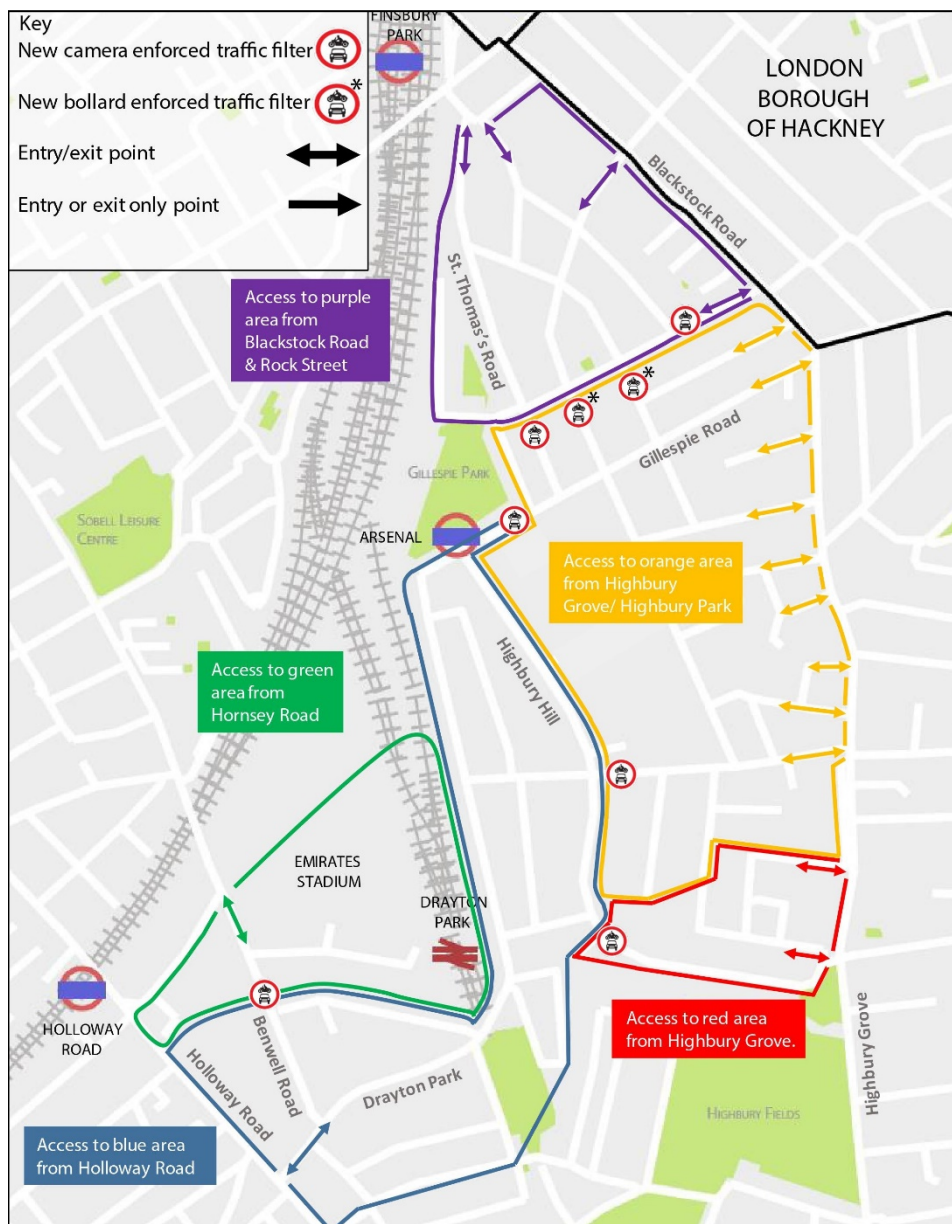 Key
New camera enforced traffic filter
New bollard enforced traffic filter
*
Entry/exit point
Entry or exit only point
FINSBURY
PARK
LONDON
BOROUGH
OF HACKNEY
Blackstock Road
St. Thomas's Road
Access to purple
area from
Blackstock Road
& Rock Street
*
*
Gillespie Road
GILLESPIE PARK
SOBELL LEISURE
CENTRE
ARSENAL
Access to orange area
from Highbury
Grove/ Highbury Park
Access to green
area from
Hornsey Road
Highbury Hill
EMIRATES
STADIUM
DRAYTON
PARK
HOLLOWAY
ROAD
Benwell Road
Holloway Road
Drayton Park
Access to red area
from Highbury Grove.
Highbury Grove
HIGHBURY FIELDS
Access to blue area
from Holloway Road